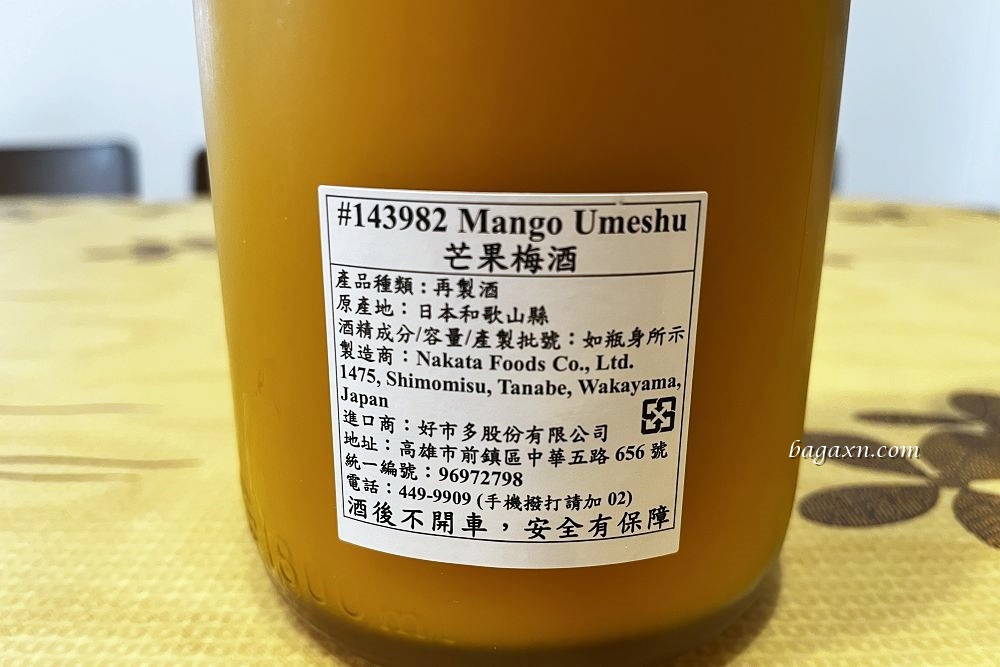 #143982 Mango Umeshu
芒果梅酒
產品種類：再製酒
原產地：日本和歌山縣
酒精成分/容量/產製批號：如瓶身所示
製造商：Nakata Foods Co., Ltd.
1475, Shimomisu, Tanabe, Wakayama,
Japan
進口商：好市多股份有限公司
地址：高雄市前鎮區中華五路 656 號
統一編號：96972798
電話：449-9909 (手機撥打請加 02)
酒後不開車，安全有保障
bagaxn.com